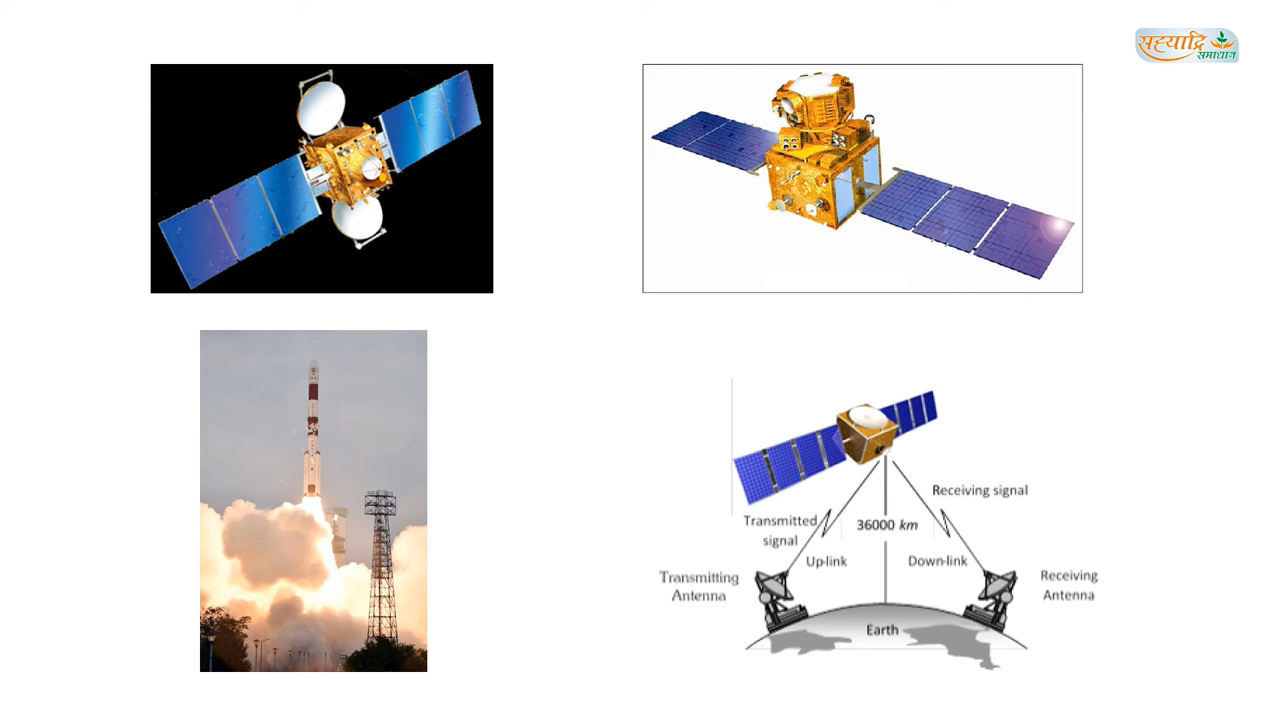 सह्याद्रि
समाधान
Receiving signal
Transmitted
signal
36000 km
Up-link
Down-link
Transmitting
Antenna
Receiving
Antenna
Earth